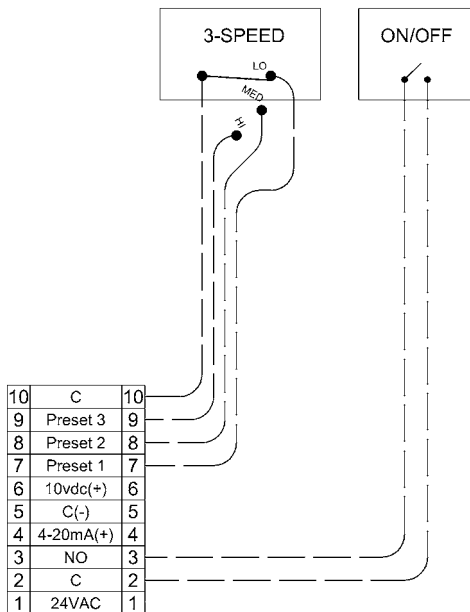 3-SPEED
ON/OFF
LO
MED
HI
10 C 10
9 Preset 3 9
8 Preset 2 8
7 Preset 1 7
6 10vdc(+) 6
5 C(-) 5
4 4-20mA(+) 4
3 NO 3
2 C 2
1 24VAC 1